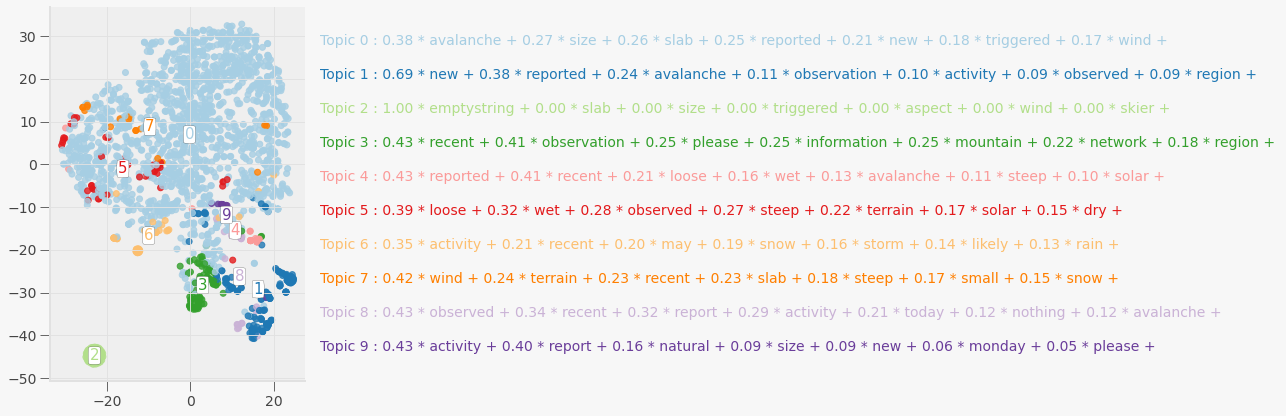 30
20
10
0
−10
−20
−30
−40
−50
−20 0 20
7
0
5
9
4
6
8
3
1
2
Topic 0 : 0.38 * avalanche + 0.27 * size + 0.26 * slab + 0.25 * reported + 0.21 * new + 0.18 * triggered + 0.17 * wind +
Topic 1 : 0.69 * new + 0.38 * reported + 0.24 * avalanche + 0.11 * observation + 0.10 * activity + 0.09 * observed + 0.09 * region +
Topic 2 : 1.00 * emptystring + 0.00 * slab + 0.00 * size + 0.00 * triggered + 0.00 * aspect + 0.00 * wind + 0.00 * skier +
Topic 3 : 0.43 * recent + 0.41 * observation + 0.25 * please + 0.25 * information + 0.25 * mountain + 0.22 * network + 0.18 * region +
Topic 4 : 0.43 * reported + 0.41 * recent + 0.21 * loose + 0.16 * wet + 0.13 * avalanche + 0.11 * steep + 0.10 * solar +
Topic 5 : 0.39 * loose + 0.32 * wet + 0.28 * observed + 0.27 * steep + 0.22 * terrain + 0.17 * solar + 0.15 * dry +
Topic 6 : 0.35 * activity + 0.21 * recent + 0.20 * may + 0.19 * snow + 0.16 * storm + 0.14 * likely + 0.13 * rain +
Topic 7 : 0.42 * wind + 0.24 * terrain + 0.23 * recent + 0.23 * slab + 0.18 * steep + 0.17 * small + 0.15 * snow +
Topic 8 : 0.43 * observed + 0.34 * recent + 0.32 * report + 0.29 * activity + 0.21 * today + 0.12 * nothing + 0.12 * avalanche +
Topic 9 : 0.43 * activity + 0.40 * report + 0.16 * natural + 0.09 * size + 0.09 * new + 0.06 * monday + 0.05 * please +